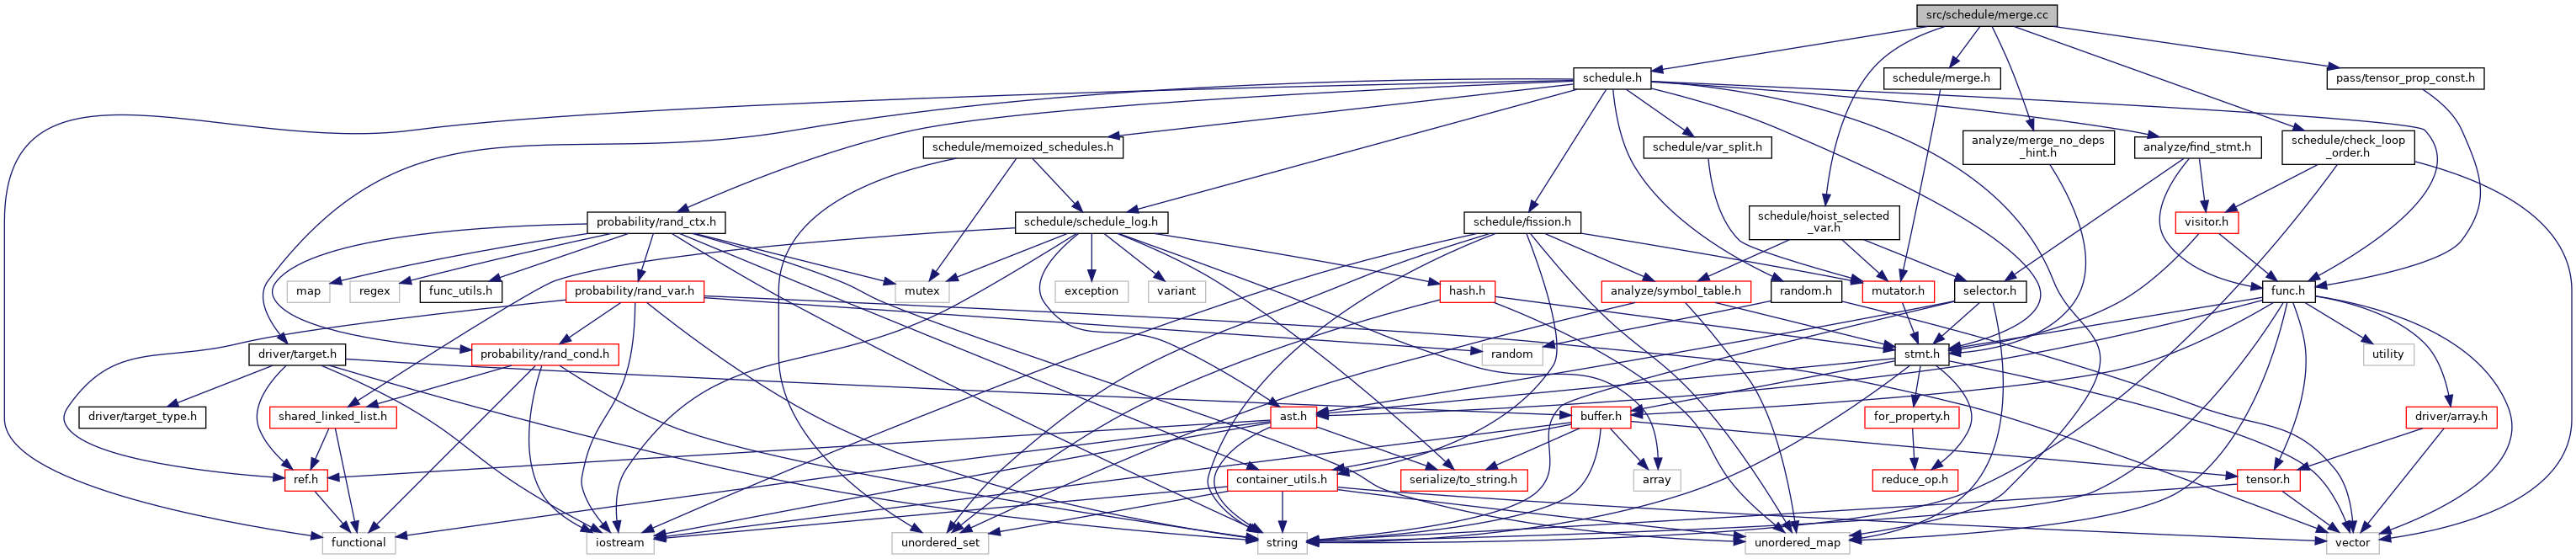 src/schedule/merge.cc
schedule.h
schedule/merge.h
pass/tensor_prop_const.h
schedule/memoized_schedules.h
schedule/var_split.h
analyze/merge_no_deps
_hint.h
analyze/find_stmt.h
schedule/check_loop
_order.h
probability/rand_ctx.h
schedule/schedule_log.h
schedule/fission.h
schedule/hoist_selected
_var.h
visitor.h
map
regex
func_utils.h
probability/rand_var.h
mutex
exception
variant
hash.h
analyze/symbol_table.h
random.h
mutator.h
selector.h
func.h
driver/target.h
probability/rand_cond.h
random
stmt.h
utility
driver/target_type.h
shared_linked_list.h
ast.h
buffer.h
for_property.h
driver/array.h
ref.h
container_utils.h
serialize/to_string.h
array
reduce_op.h
tensor.h
functional
iostream
unordered_set
string
unordered_map
vector